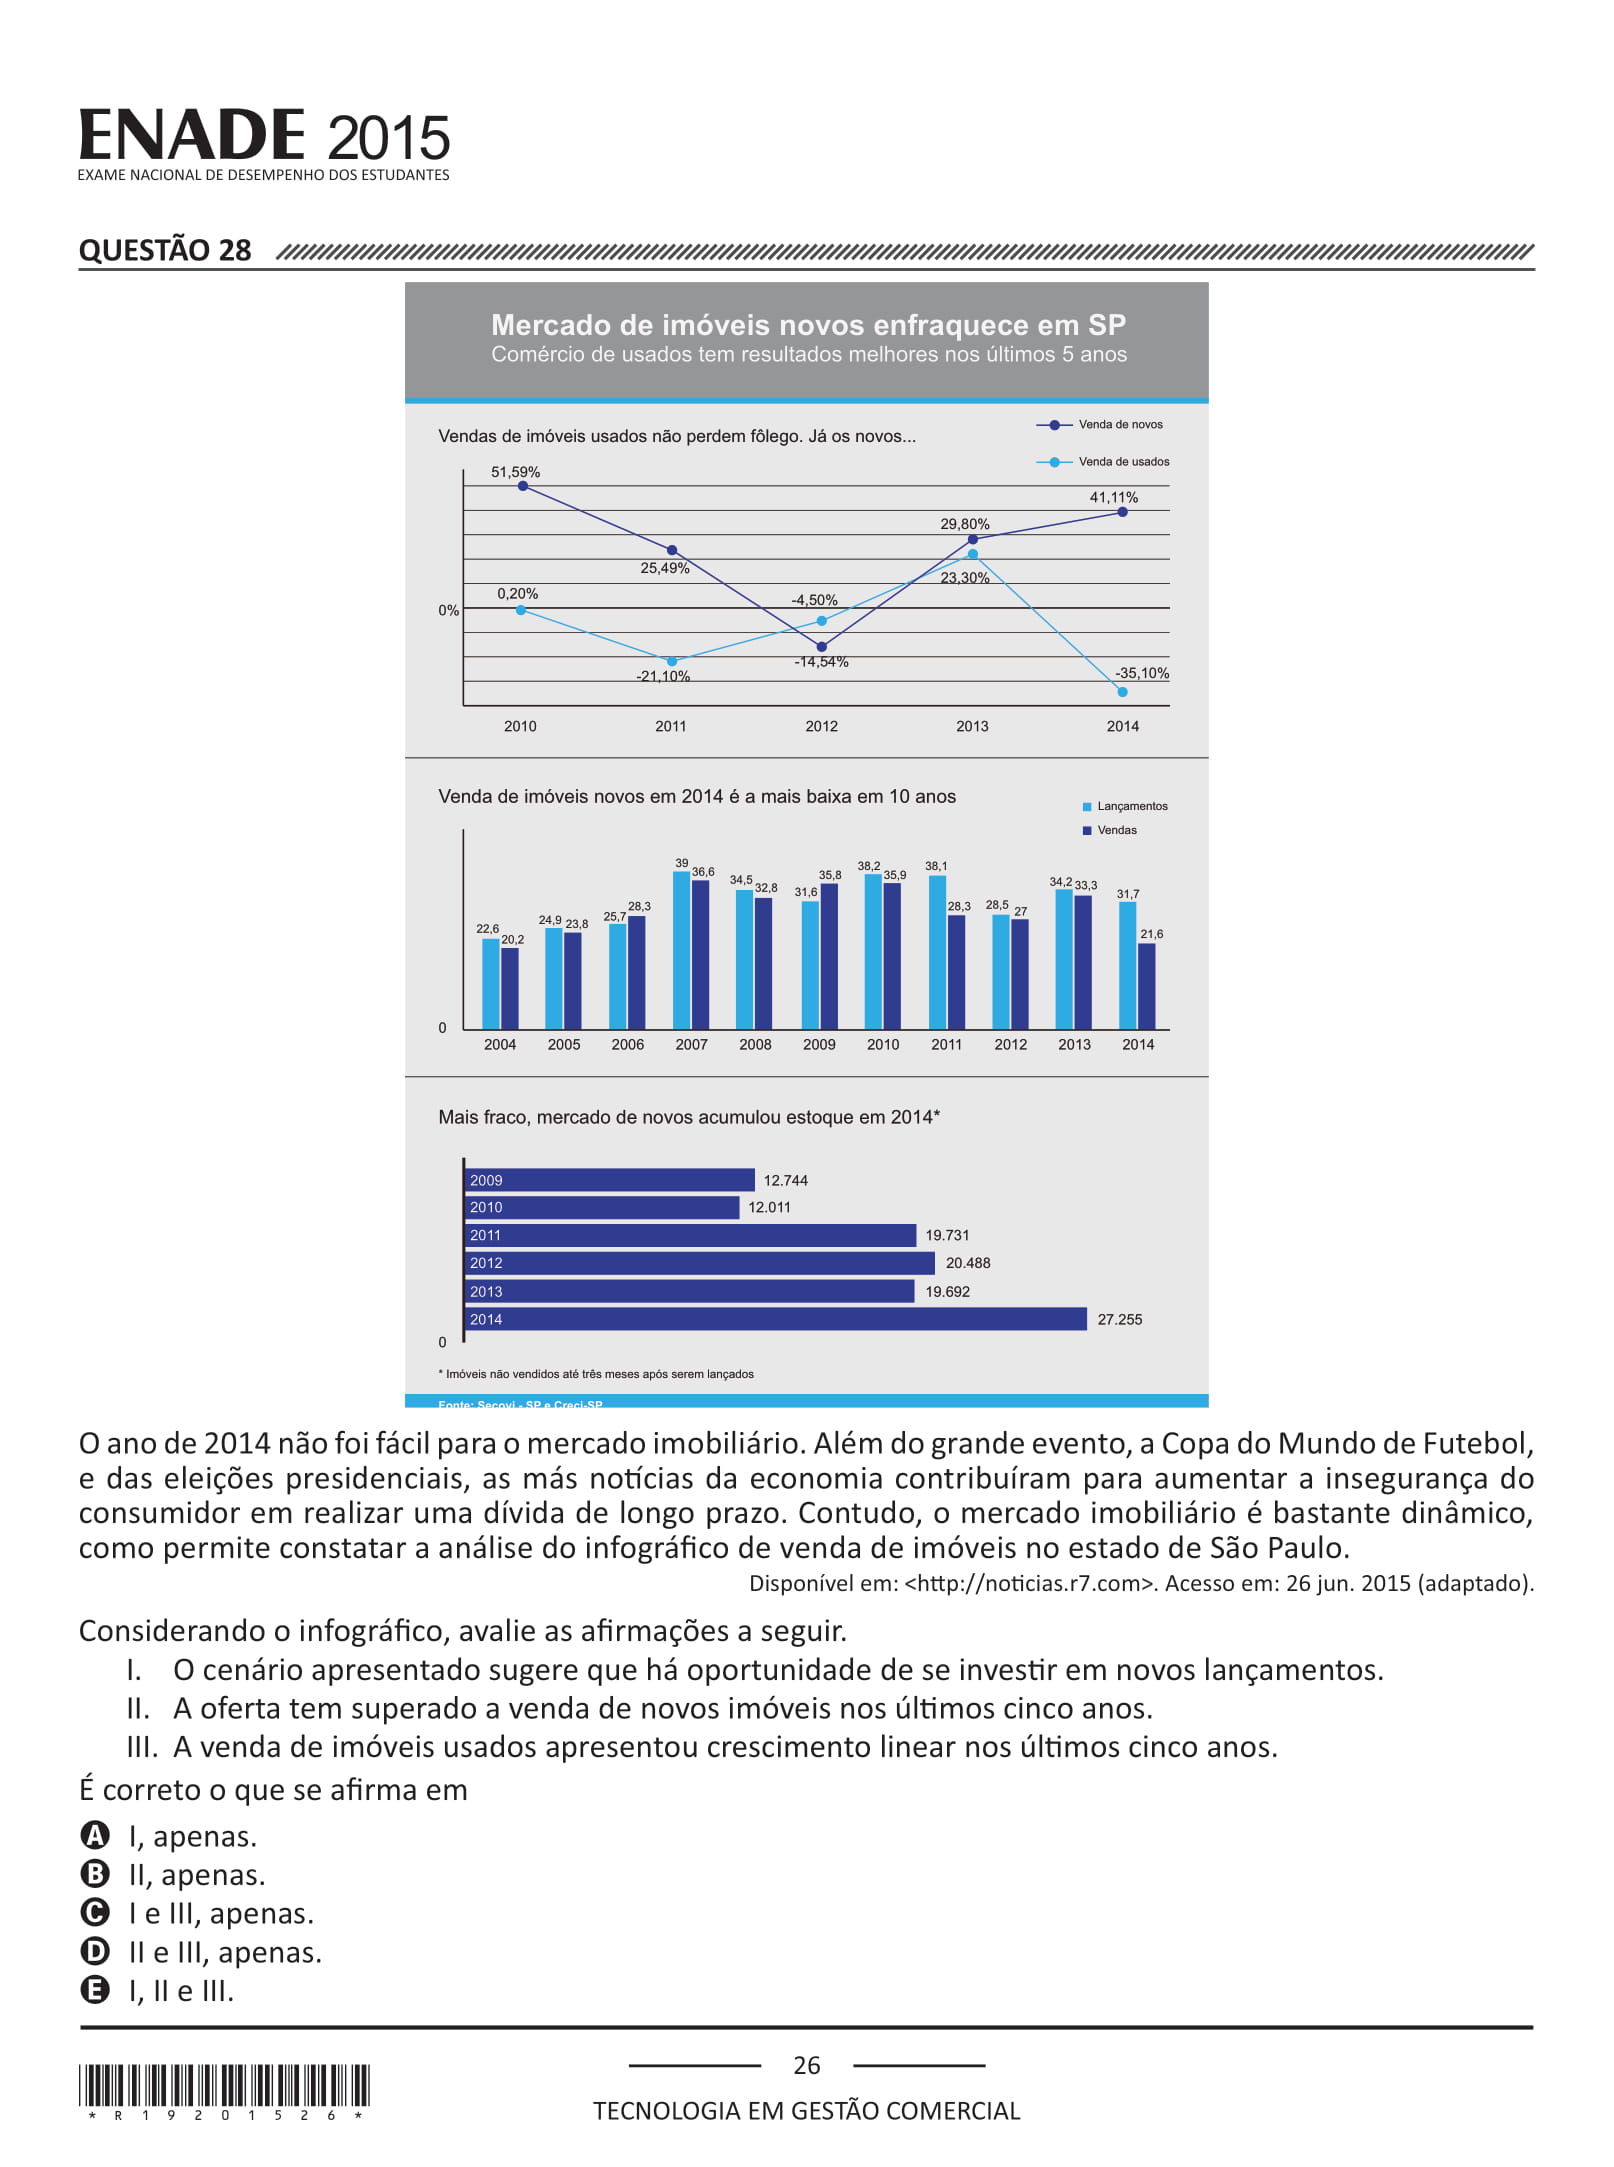 ENADE 2015
EXAME NACIONAL DE DESEMPENHO DOS ESTUDANTES
QUESTÃO 28
Mercado de imóveis novos enfraquece em SP
Comércio de usados tem resultados melhores nos últimos 5 anos
Vendas de imóveis usados não perdem fôlego. Já os novos...
Venda de novos
Venda de usados
51,59%
25,49%
0,20%
-21,10%
-4,50%
-14,54%
29,80%
23,30%
41,11%
-35,10%
0%
2010 2011 2012 2013 2014
Venda de imóveis novos em 2014 é a mais baixa em 10 anos
Lançamentos
Vendas
22,6 20,2 24,9 23,8 25,7 28,3 39 36,6 34,5 32,8 31,6 35,8 38,2 35,9 38,1 28,3 28,5 27 34,2 33,3 31,7 21,6
0
2004 2005 2006 2007 2008 2009 2010 2011 2012 2013 2014
Mais fraco, mercado de novos acumulou estoque em 2014*
2009 12.744
2010 12.011
2011 19.731
2012 20.488
2013 19.692
2014 27.255
0
* Imóveis não vendidos até três meses após serem lançados
Fonte: Secovi - SP e Creci-SP
O ano de 2014 não foi fácil para o mercado imobiliário. Além do grande evento, a Copa do Mundo de Futebol,
e das eleições presidenciais, as más notícias da economia contribuíram para aumentar a insegurança do
consumidor em realizar uma dívida de longo prazo. Contudo, o mercado imobiliário é bastante dinâmico,
como permite constatar a análise do infográfico de venda de imóveis no estado de São Paulo.
Disponível em: <http://noticias.r7.com>. Acesso em: 26 jun. 2015 (adaptado).
Considerando o infográfico, avalie as afirmações a seguir.
I. O cenário apresentado sugere que há oportunidade de se investir em novos lançamentos.
II. A oferta tem superado a venda de novos imóveis nos últimos cinco anos.
III. A venda de imóveis usados apresentou crescimento linear nos últimos cinco anos.
É correto o que se afirma em
A I, apenas.
B II, apenas.
C I e III, apenas.
D II e III, apenas.
E I, II e III.
26
TECNOLOGIA EM GESTÃO COMERCIAL
*R19201526*